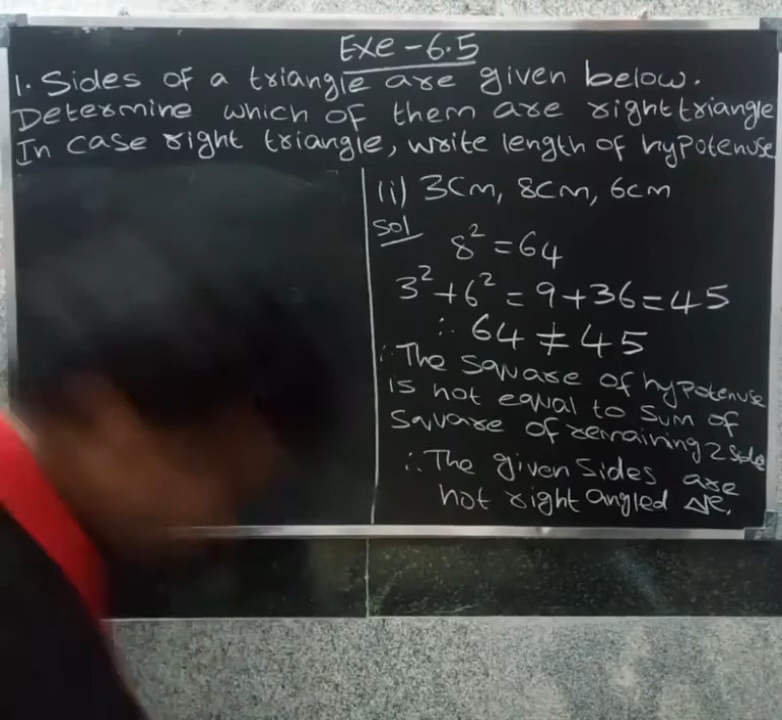 Exe-6.5
1. Sides of a triangle are given below.
Determine which of them are right triangle
In case right triangle, write length of hypotenuse
(ii) 3cm, 8cm, 6cm
Sol
8² = 64
3² + 6² = 9 + 36 = 45
∴ 64 ≠ 45
∴ The square of hypotenuse
is not equal to sum of
square of remaining 2 side
∴ The given sides are
not right angled Δle.